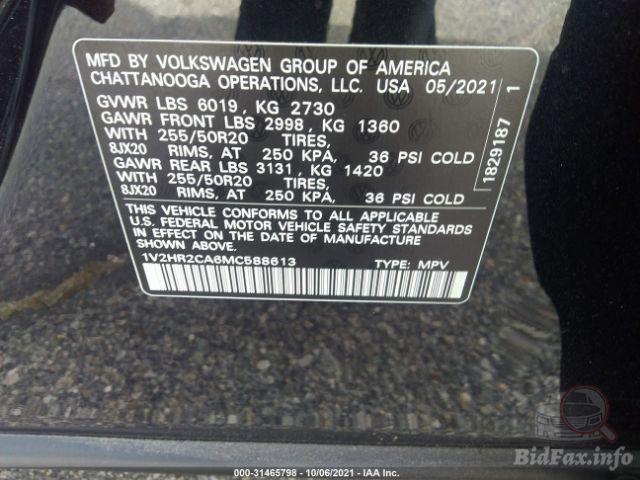 MFD BY VOLKSWAGEN GROUP OF AMERICA
CHATTANOOGA OPERATIONS, LLC. USA 05/2021
GVWR LBS 6019, KG 2730
GAWR FRONT LBS 2998, KG 1360
WITH 255/50R20 TIRES,
8JX20 RIMS, AT 250 KPA, 36 PSI COLD
GAWR REAR LBS 3131, KG 1420
WITH 255/50R20 TIRES,
8JX20 RIMS, AT 250 KPA, 36 PSI COLD
THIS VEHICLE CONFORMS TO ALL APPLICABLE
U.S. FEDERAL MOTOR VEHICLE SAFETY STANDARDS
IN EFFECT ON THE DATE OF MANUFACTURE SHOWN ABOVE.
1V2HR2CA6MC588613 TYPE: MPV
1829187 1
000-31465798 - 10/06/2021 - IAA Inc.
BidFax.info